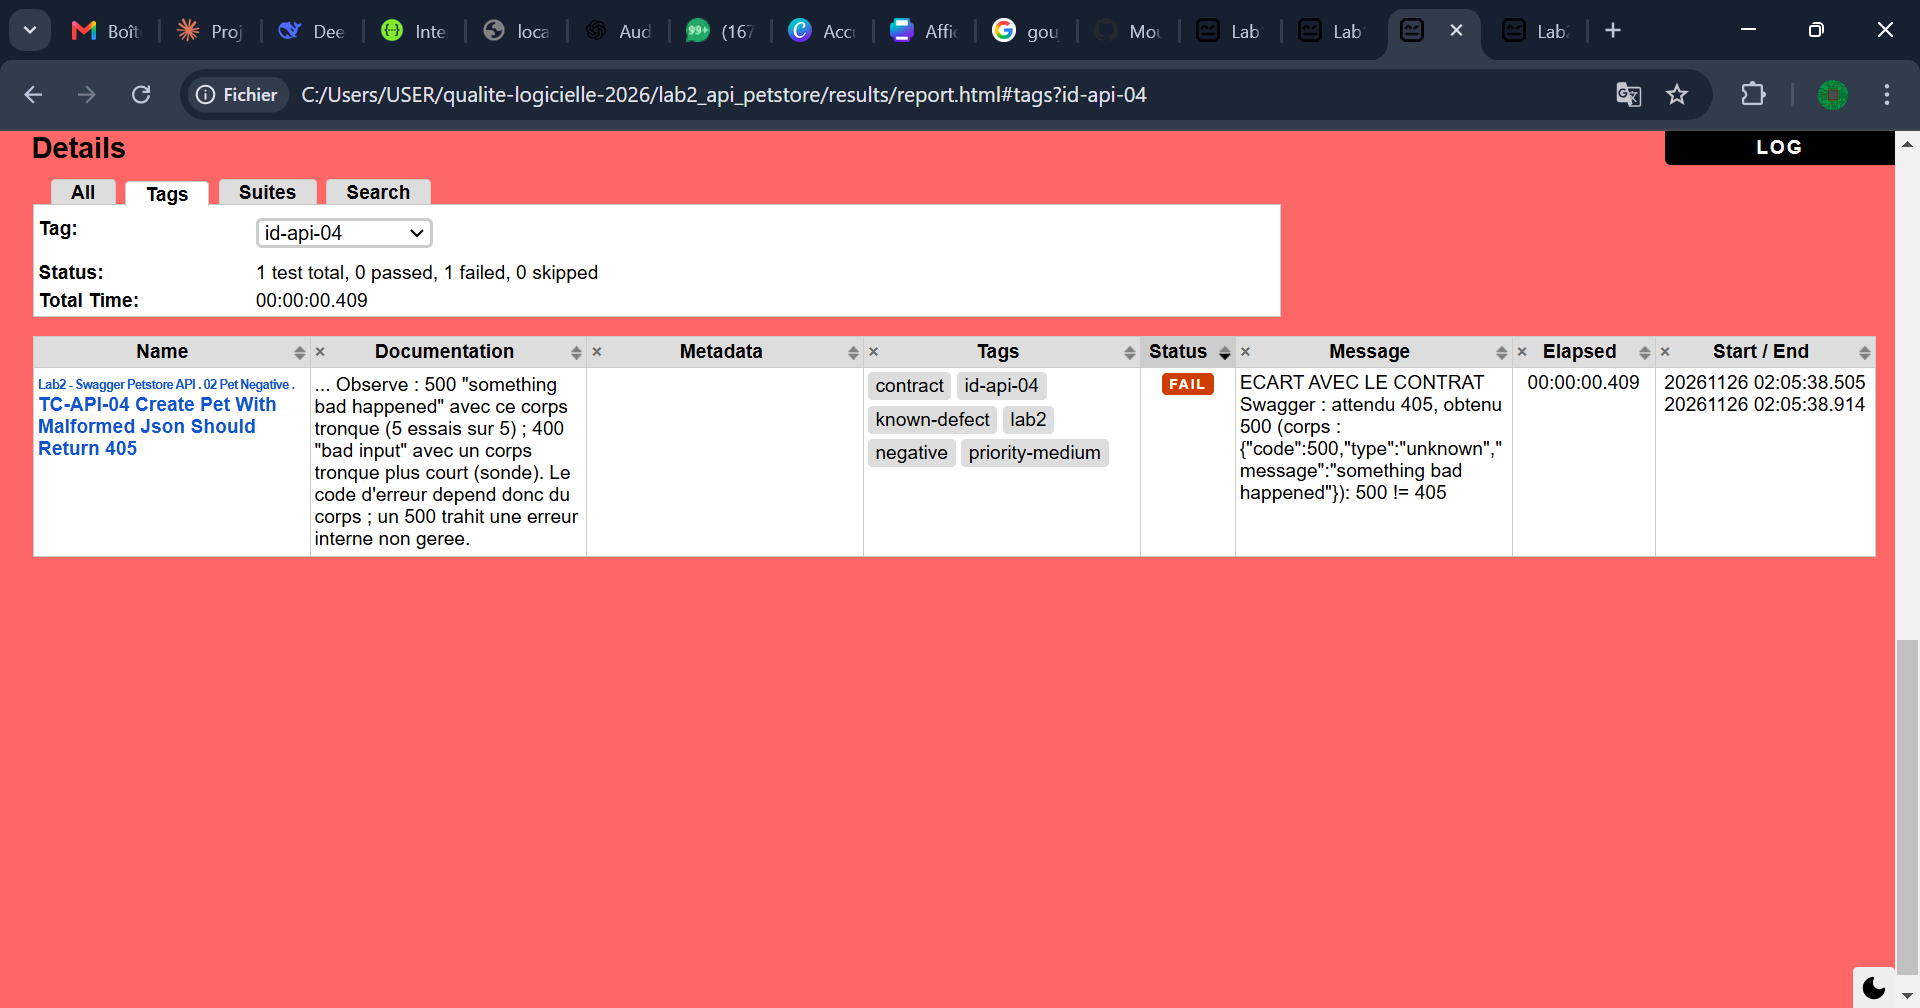 Boît
Proj
Dee
Inte
loca
Aud
99+
(167
Accu
Affic
gou
Mou
Lab
Lab
Lab2
Fichier
C:/Users/USER/qualite-logicielle-2026/lab2_api_petstore/results/report.html#tags?id-api-04
Details
LOG
All
Tags
Suites
Search
Tag:
id-api-04
Status:
1 test total, 0 passed, 1 failed, 0 skipped
Total Time:
00:00:00.409
Name
× Documentation
× Metadata
× Tags
Status
× Message
× Elapsed
× Start / End
Lab2 - Swagger Petstore API . 02 Pet Negative .
TC-API-04 Create Pet With
Malformed Json Should
Return 405
... Observe : 500 "something
bad happened" avec ce corps
tronque (5 essais sur 5) ; 400
"bad input" avec un corps
tronque plus court (sonde). Le
code d'erreur depend donc du
corps ; un 500 trahit une erreur
interne non geree.
contract id-api-04
known-defect lab2
negative priority-medium
FAIL
ECART AVEC LE CONTRAT
Swagger : attendu 405, obtenu
500 (corps :
{"code":500,"type":"unknown","
message":"something bad
happened"}): 500 != 405
00:00:00.409
20261126 02:05:38.505
20261126 02:05:38.914